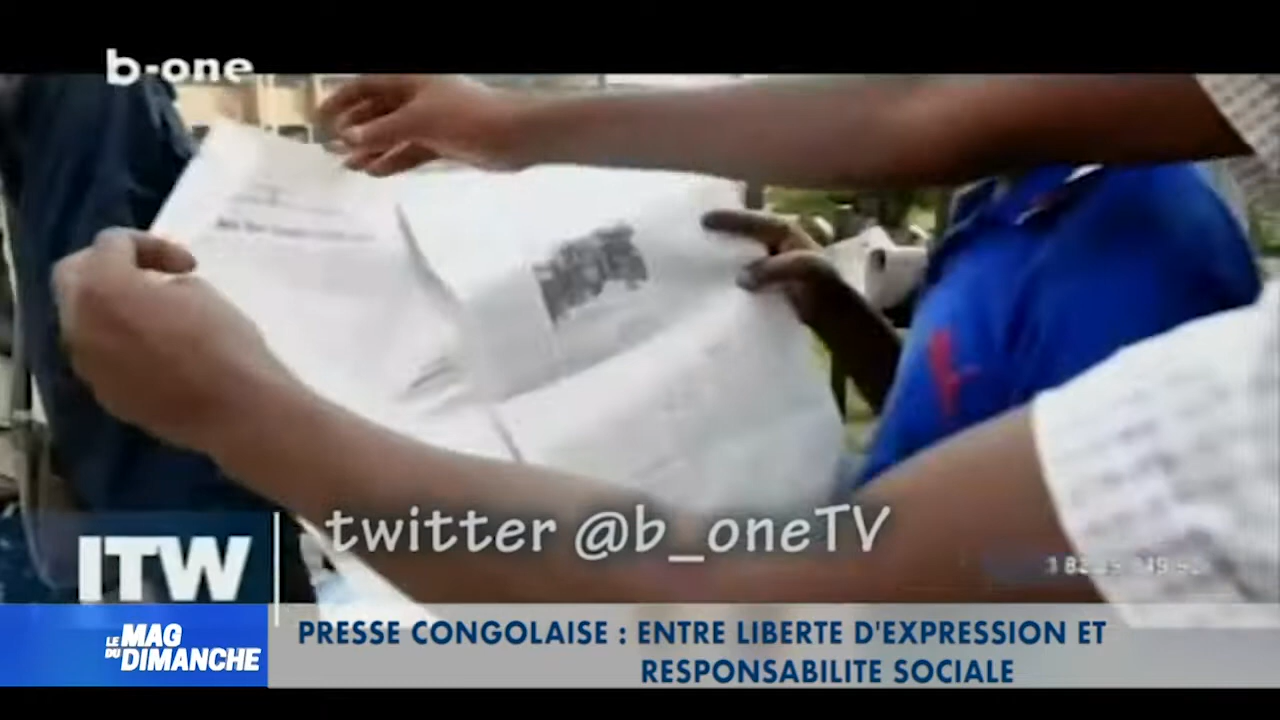 b-one
twitter @b_oneTV
ITW
LE MAG
DU DIMANCHE
PRESSE CONGOLAISE : ENTRE LIBERTE D'EXPRESSION ET
RESPONSABILITE SOCIALE